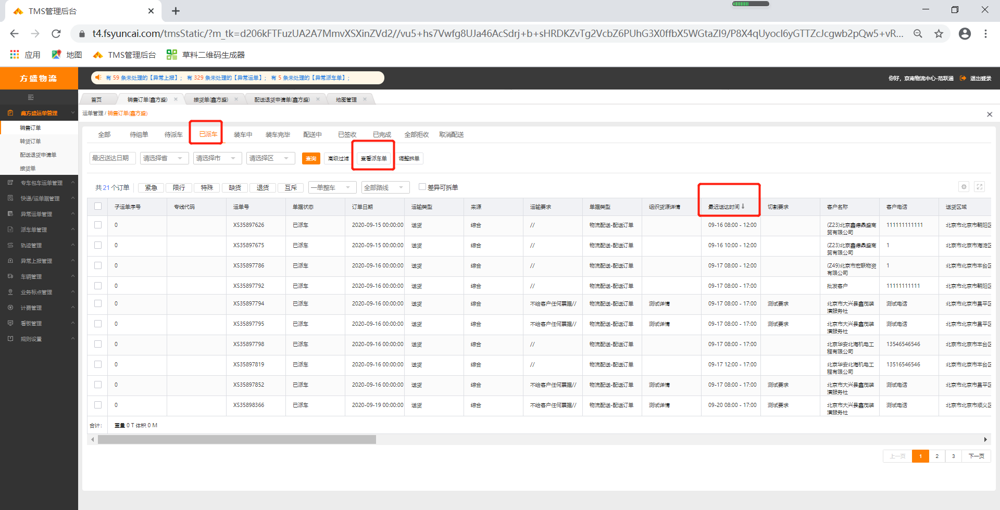 TMS管理后台
t4.fsyuncai.com/tmsStatic/?m_tk=d206kFTFuzUA2A7MmvXSXinZVd2//vu5+hs7Vwfg8UJa46AcSdrj+b+sHRDKZvTg2VcbZ6PUhG3X0ffbX5WGtaZI9/P8X4qUyocI6yGTTZcJcgwb2pQw5+vR...
应用 地图 TMS管理后台 草料二维码生成器
方盛物流
有 59 条未处理的【异常上报】； 有 329 条未处理的【异常运单】； 有 5 条未处理的【异常派车单】；
你好，京南物流中心-范跃通 退出登录
首页 销售订单(鑫方盛) 接货单(鑫方盛) 配送退货申请单(鑫方盛) 地图管理
运单管理 / 销售订单(鑫方盛)
鑫方盛运单管理
销售订单
转货订单
配送退货申请单
接货单
专车包车运单管理
快递/运单据管理
异常运单管理
派车单管理
轨迹管理
异常上报管理
车辆管理
业务标点管理
计费管理
看板管理
规则设置
全部 待组单 待派车 已派车 装车中 装车完毕 配送中 已签收 已完成 全部拒收 取消配送
最迟送达日期 请选择省 请选择市 请选择区 查询 高级过滤 查看派车单 调整拆单
共 21 个订单 紧急 限行 特殊 缺货 退货 互斥 一单整车 全部路线 差异可拆单
子运单序号 专线代码 运单号 单据状态 订单日期 运输类型 来源 运输要求 单据类型 组织货源详情 最迟送达时间↓ 切割要求 客户名称 客户电话 送货区域
0 XS35897626 已派车 2020-09-15 00:00:00 送货 综合 // 物流配送-配送订单 09-16 08:00 - 12:00 (Z23)北京鑫德鼎盛商贸有限公司 111111111111 北京市北京市朝阳区
0 XS35897675 已派车 2020-09-15 00:00:00 送货 综合 // 物流配送-配送订单 09-16 10:00 - 12:00 (Z23)北京鑫德鼎盛商贸有限公司 1 北京市北京市海淀区
0 XS35897786 已派车 2020-09-16 00:00:00 送货 综合 // 物流配送-配送订单 09-17 08:00 - 12:00 (Z49)北京市宏联物资有限公司 1 北京市北京市丰台区
0 XS35897792 已派车 2020-09-16 00:00:00 送货 综合 // 物流配送-配送订单 09-17 08:00 - 17:00 批发客户 11111111111 北京市北京市朝阳区
0 XS35897794 已派车 2020-09-16 00:00:00 送货 综合 不给客户任何票据// 物流配送-配送订单 测试详情 09-17 08:00 - 17:00 测试要求 北京市大兴县鑫茂装潢服务社 测试电话 北京市北京市昌平区
0 XS35897795 已派车 2020-09-16 00:00:00 送货 综合 不给客户任何票据// 物流配送-配送订单 测试详情 09-17 08:00 - 17:00 测试要求 北京市大兴县鑫茂装潢服务社 测试电话 北京市北京市昌平区
0 XS35897798 已派车 2020-09-16 00:00:00 送货 综合 // 物流配送-配送订单 09-17 08:00 - 17:00 北京华安北海机电工程有限公司 13546546546 北京市北京市丰台区
0 XS35897819 已派车 2020-09-16 00:00:00 送货 综合 // 物流配送-配送订单 09-17 12:00 - 17:00 北京华安北海机电工程有限公司 13516546546 北京市北京市丰台区
0 XS35897852 已派车 2020-09-16 00:00:00 送货 综合 不给客户任何票据// 物流配送-配送订单 测试详情 09-17 08:00 - 17:00 测试要求 北京市大兴县鑫茂装潢服务社 测试电话 北京市北京市昌平区
0 XS35898366 已派车 2020-09-19 00:00:00 送货 综合 不给客户任何票据// 物流配送-配送订单 测试详情 09-20 08:00 - 17:00 测试要求 北京市大兴县鑫茂装潢服务社 测试电话 北京市北京市顺义区
合计： 重量 0 T 体积 0 M
上一页 1 2 3 下一页